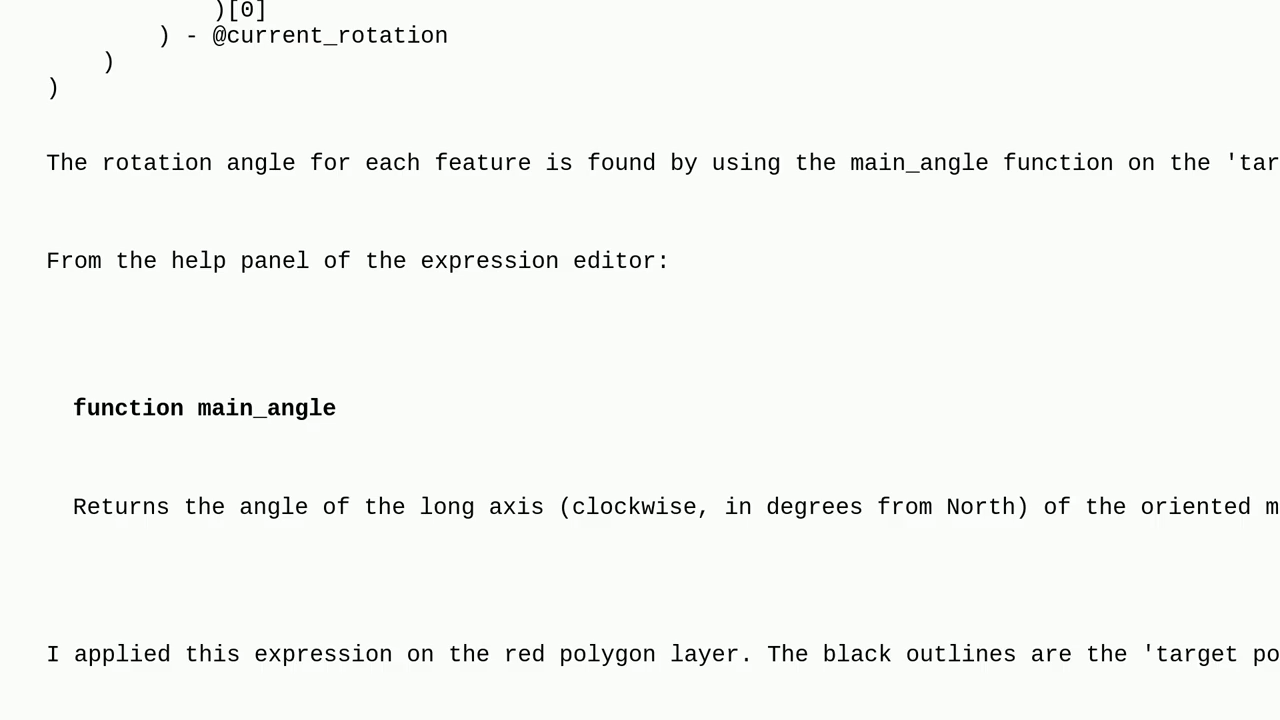 )[0]
) - @current_rotation
)
)
The rotation angle for each feature is found by using the main_angle function on the 'tar
From the help panel of the expression editor:
function main_angle
Returns the angle of the long axis (clockwise, in degrees from North) of the oriented m
I applied this expression on the red polygon layer. The black outlines are the 'target po